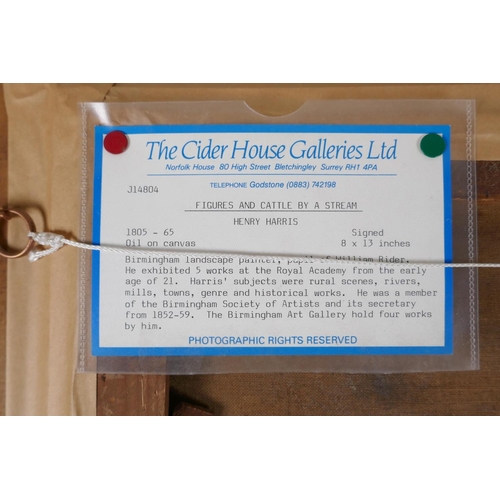 The Cider House Galleries Ltd
Norfolk House 80 High Street Bletchingley Surrey RH1 4PA
J14804 TELEPHONE Godstone (0883) 742198
FIGURES AND CATTLE BY A STREAM
HENRY HARRIS
1805 - 65 Signed
Oil on canvas 8 x 13 inches
Birmingham landscape painter, pupil of William Rider.
He exhibited 5 works at the Royal Academy from the early
age of 21. Harris' subjects were rural scenes, rivers,
mills, towns, genre and historical works. He was a member
of the Birmingham Society of Artists and its secretary
from 1852-59. The Birmingham Art Gallery hold four works
by him.
PHOTOGRAPHIC RIGHTS RESERVED